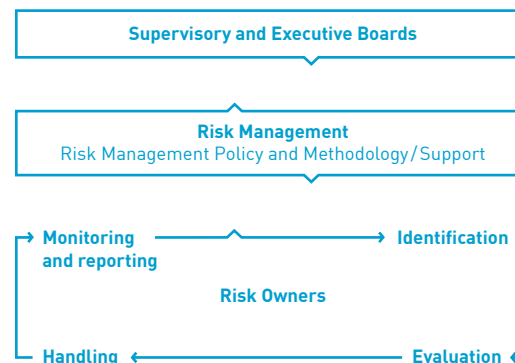 Supervisory and Executive Boards
Risk Management
Risk Management Policy and Methodology/Support
Monitoring
and reporting
Identification
Risk Owners
Handling
Evaluation